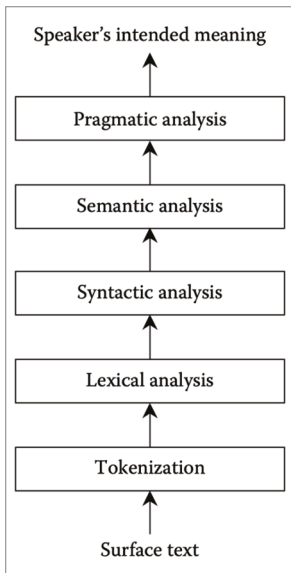 Speaker's intended meaning
Pragmatic analysis
Semantic analysis
Syntactic analysis
Lexical analysis
Tokenization
Surface text